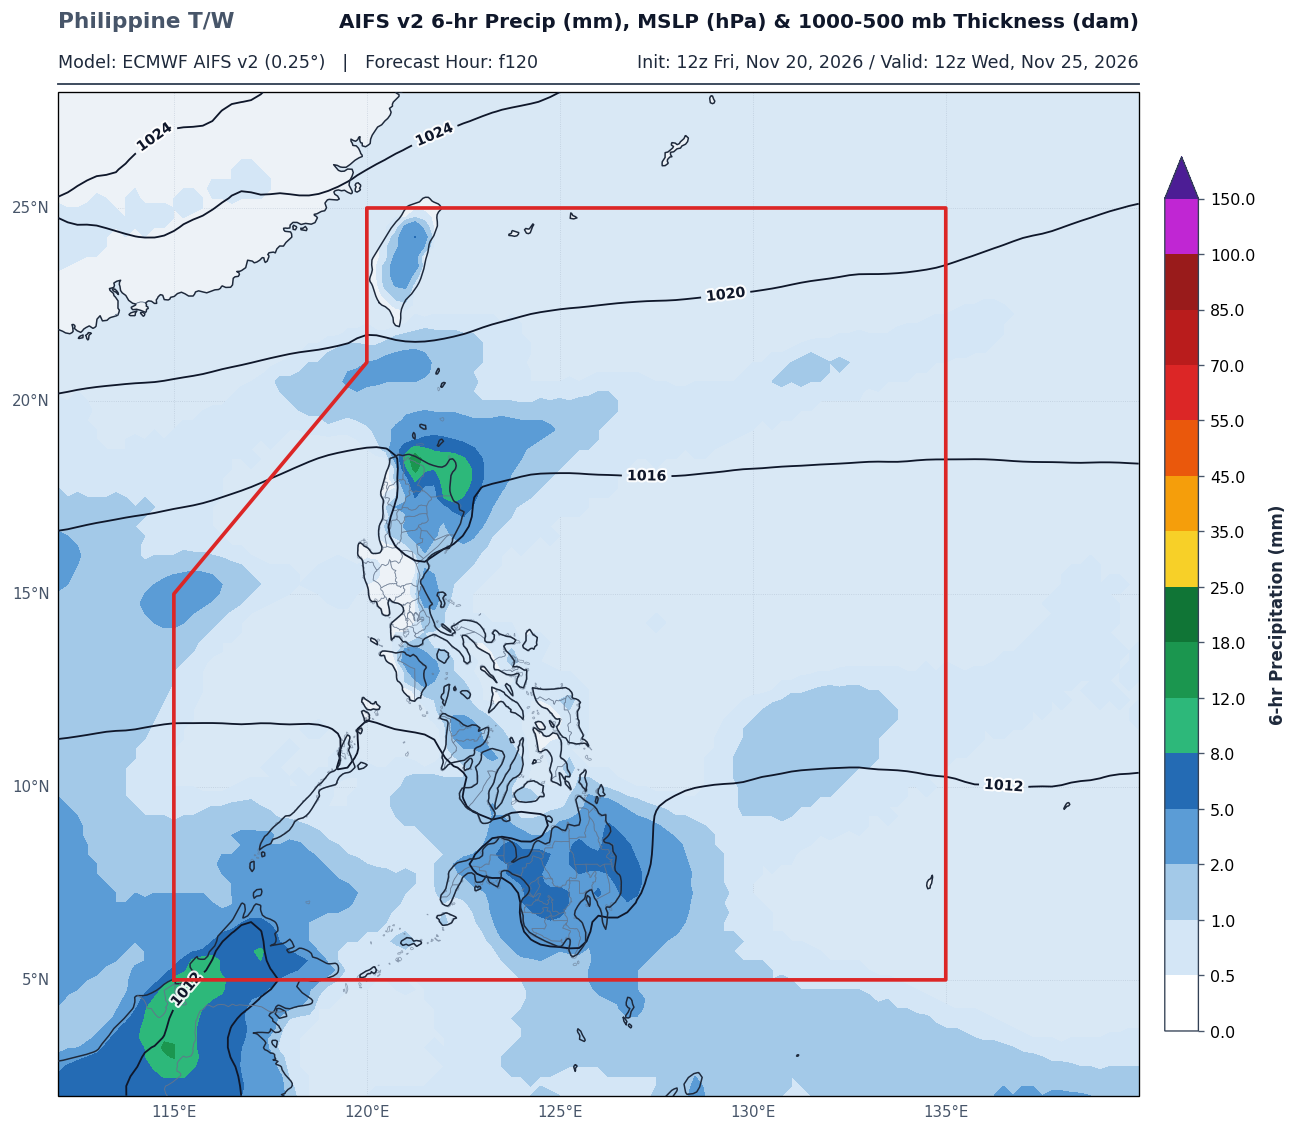 Philippine T/W
AIFS v2 6-hr Precip (mm), MSLP (hPa) & 1000-500 mb Thickness (dam)
Model: ECMWF AIFS v2 (0.25°) | Forecast Hour: f120
Init: 12z Fri, Nov 20, 2026 / Valid: 12z Wed, Nov 25, 2026
1024
1024
1020
1016
1012
1012
25°N
20°N
15°N
10°N
5°N
115°E
120°E
125°E
130°E
135°E
150.0
100.0
85.0
70.0
55.0
45.0
35.0
25.0
18.0
12.0
8.0
5.0
2.0
1.0
0.5
0.0
6-hr Precipitation (mm)